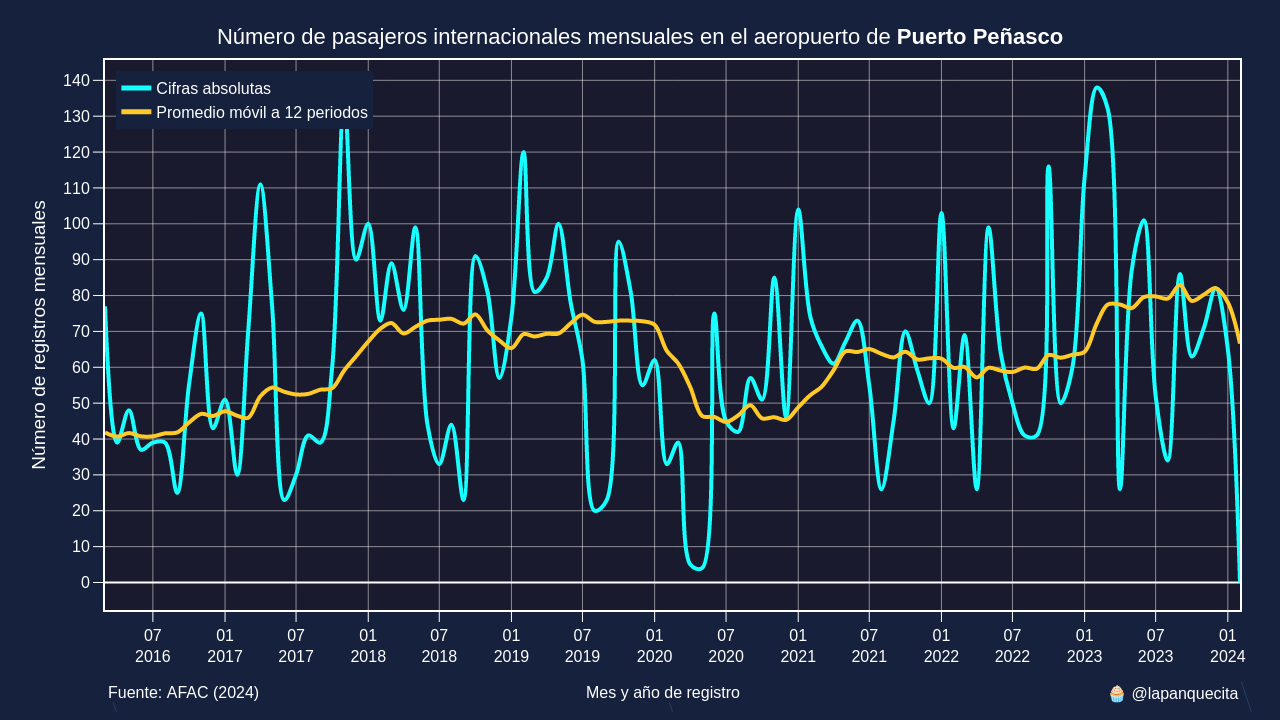 Número de pasajeros internacionales mensuales en el aeropuerto de Puerto Peñasco
Cifras absolutas
Promedio móvil a 12 periodos
Número de registros mensuales
140
130
120
110
100
90
80
70
60
50
40
30
20
10
0
07 01 07 01 07 01 07 01 07 01 07 01 07 01 07 01
2016 2017 2017 2018 2018 2019 2019 2020 2020 2021 2021 2022 2022 2023 2023 2024
Fuente: AFAC (2024)
Mes y año de registro
🧁 @lapanquecita